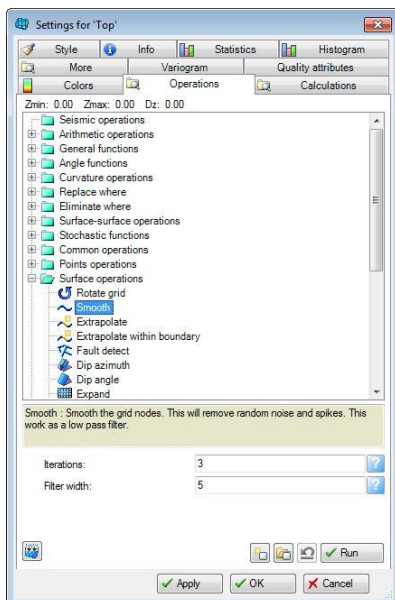 Settings for 'Top'
Style Info Statistics Histogram
More Variogram Quality attributes
Colors Operations Calculations
Zmin: 0.00 Zmax: 0.00 Dz: 0.00
Seismic operations
Arithmetic operations
General functions
Angle functions
Curvature operations
Replace where
Eliminate where
Surface-surface operations
Stochastic functions
Common operations
Points operations
Surface operations
Rotate grid
Smooth
Extrapolate
Extrapolate within boundary
Fault detect
Dip azimuth
Dip angle
Expand
Smooth : Smooth the grid nodes. This will remove random noise and spikes. This
work as a low pass filter.
Iterations: 3 ?
Filter width: 5 ?
Run
Apply OK Cancel